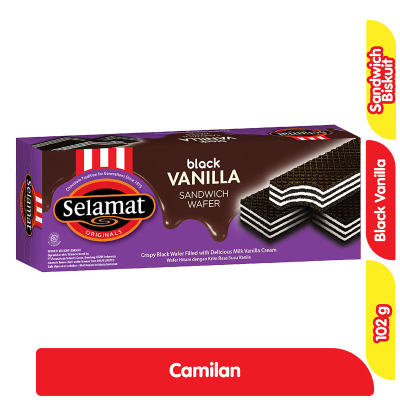 black
VANILLA
SANDWICH
WAFER
Selamat
ORIGINALS
Crispy Black Wafer Filled with Delicious Milk Vanilla Cream
Wafer Hitam dengan Krim Rasa Susu Vanila
Sandwich
Biskuit
Black Vanilla
102 g
Camilan